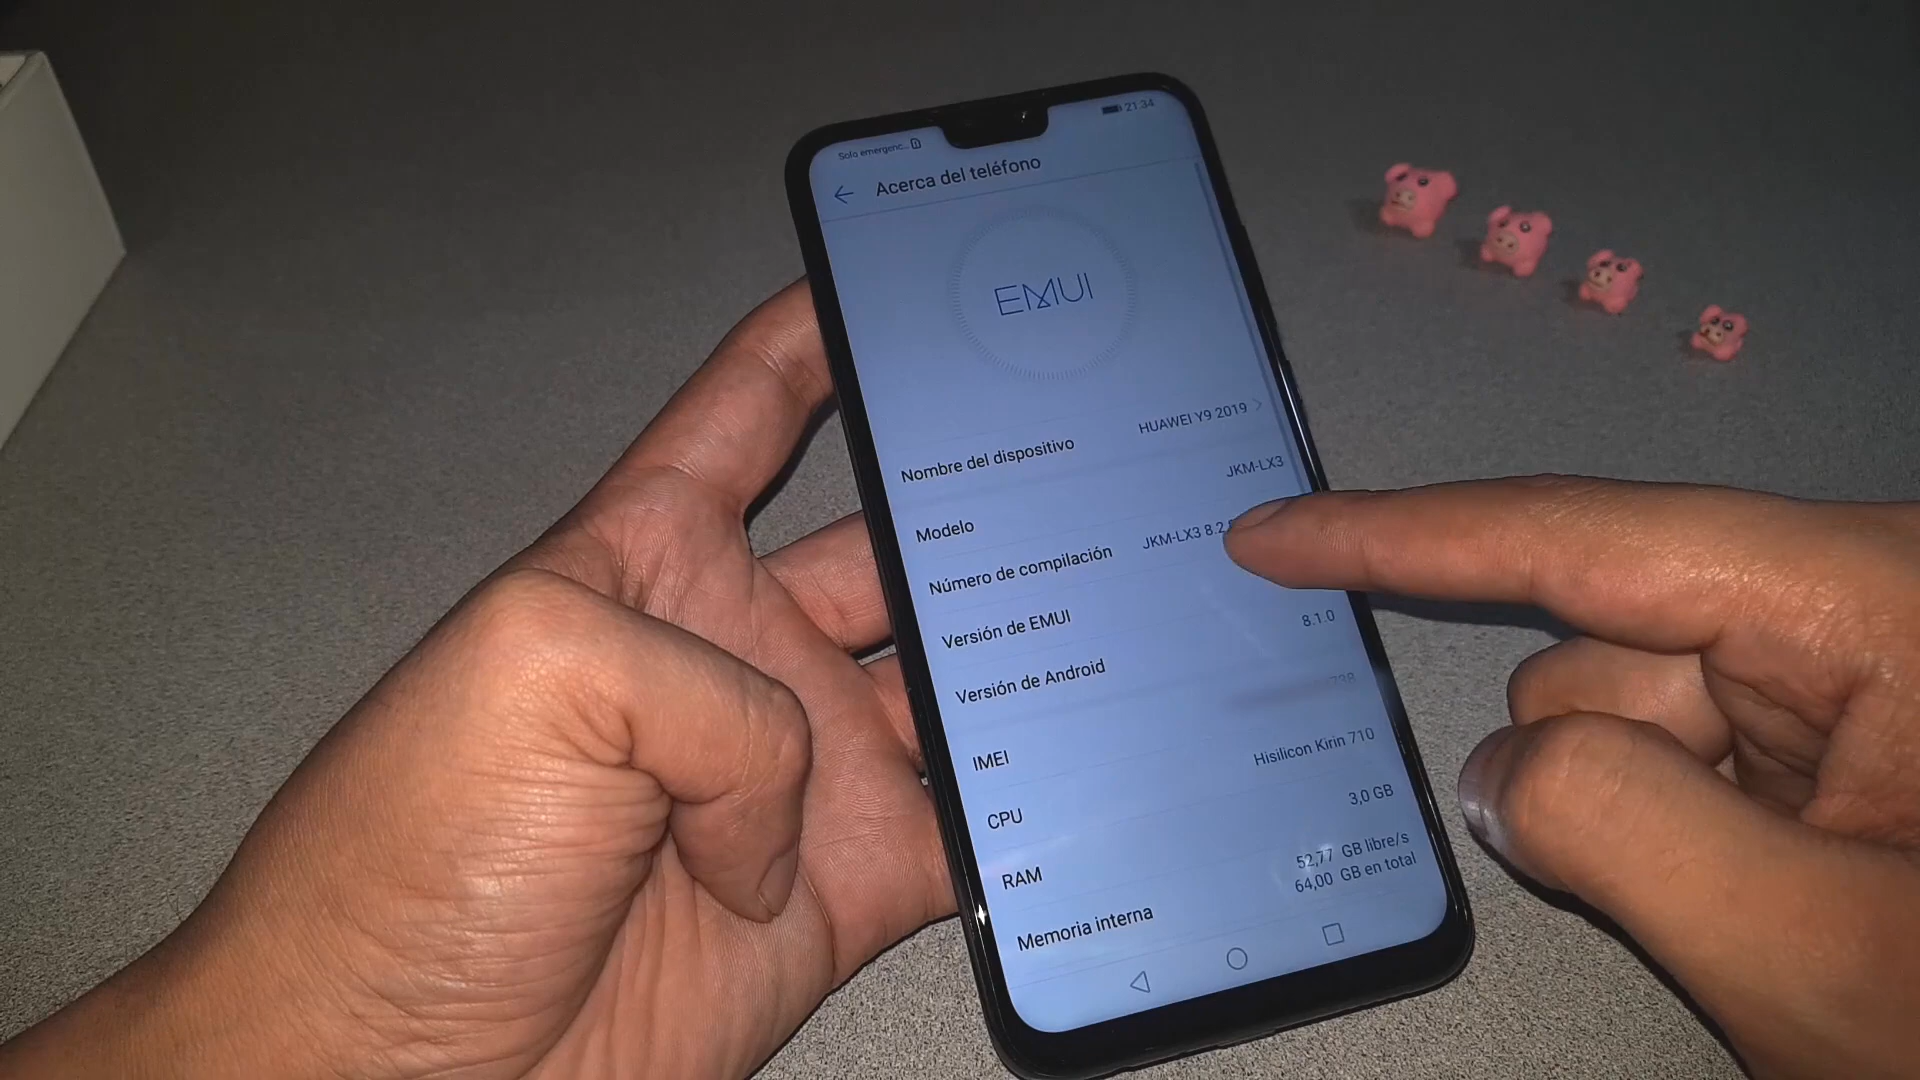 Solo emergenc... 21:34
Acerca del teléfono
EMUI
Nombre del dispositivo HUAWEI Y9 2019
Modelo JKM-LX3
Número de compilación JKM-LX3 8.2.
Versión de EMUI
Versión de Android 8.1.0
IMEI 738
CPU Hisilicon Kirin 710
RAM 3,0 GB
Memoria interna 52,77 GB libre/s
64,00 GB en total